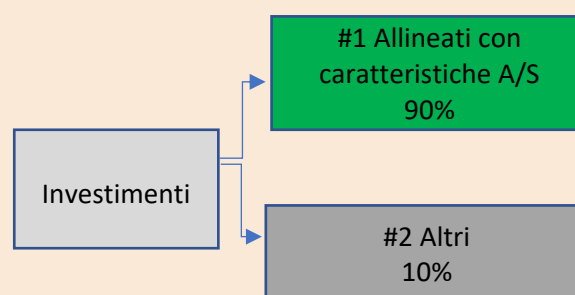 #1 Allineati con
caratteristiche A/S
90%
Investimenti
#2 Altri
10%